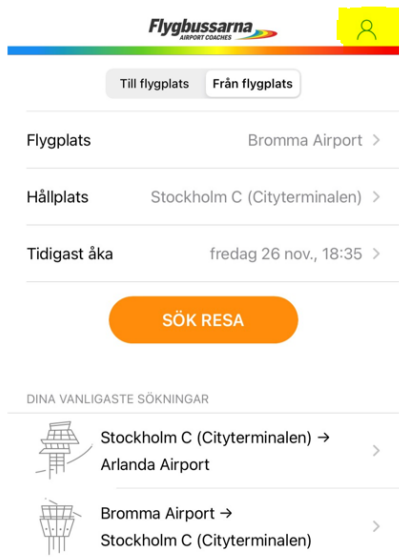 Flygbussarna
AIRPORT COACHES
Till flygplats Från flygplats
Flygplats Bromma Airport >
Hållplats Stockholm C (Cityterminalen) >
Tidigast åka fredag 26 nov., 18:35 >
SÖK RESA
DINA VANLIGASTE SÖKNINGAR
Stockholm C (Cityterminalen) →
Arlanda Airport >
Bromma Airport →
Stockholm C (Cityterminalen) >